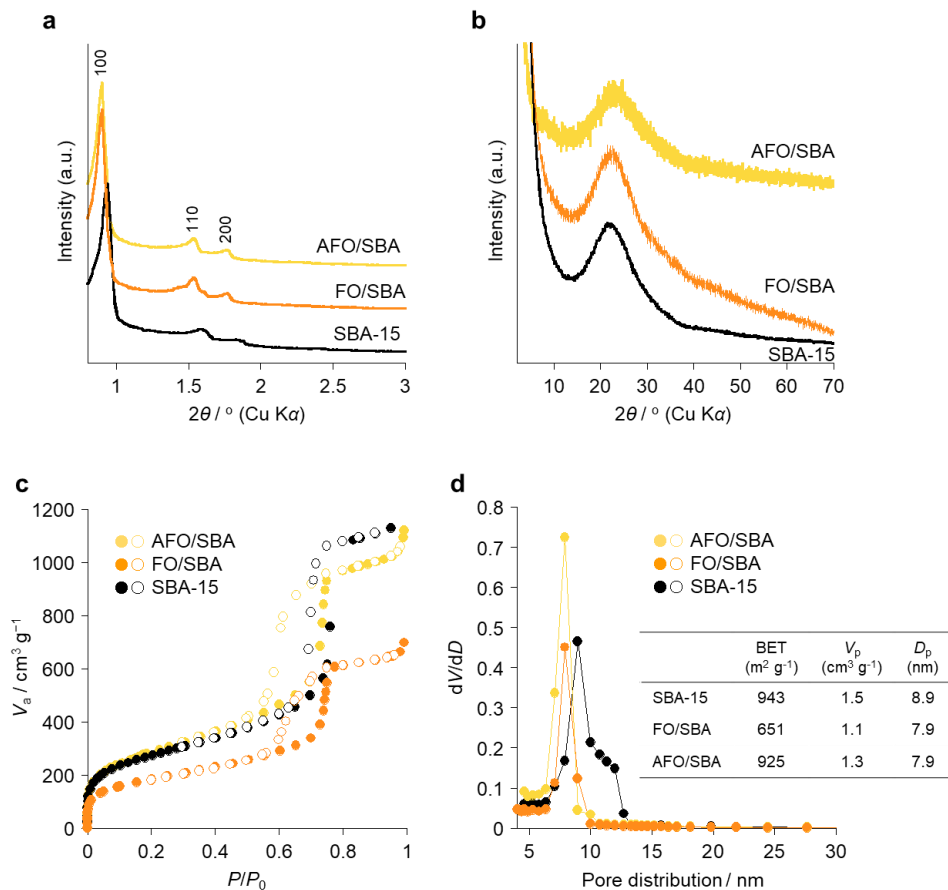 a
100
110
200
AFO/SBA
FO/SBA
SBA-15
Intensity (a.u.)
1
1.5
2
2.5
3
2θ / ° (Cu Kα)
b
AFO/SBA
FO/SBA
SBA-15
Intensity (a.u.)
10
20
30
40
50
60
70
2θ / ° (Cu Kα)
c
1200
1000
800
600
400
200
0
Va / cm3 g–1
AFO/SBA
FO/SBA
SBA-15
0
0.2
0.4
0.6
0.8
1
P/P0
d
0.8
0.7
0.6
0.5
0.4
0.3
0.2
0.1
0
dV/dD
AFO/SBA
FO/SBA
SBA-15
BET Vp Dp
(m2 g-1) (cm3 g-1) (nm)
SBA-15 943 1.5 8.9
FO/SBA 651 1.1 7.9
AFO/SBA 925 1.3 7.9
5
10
15
20
25
30
Pore distribution / nm